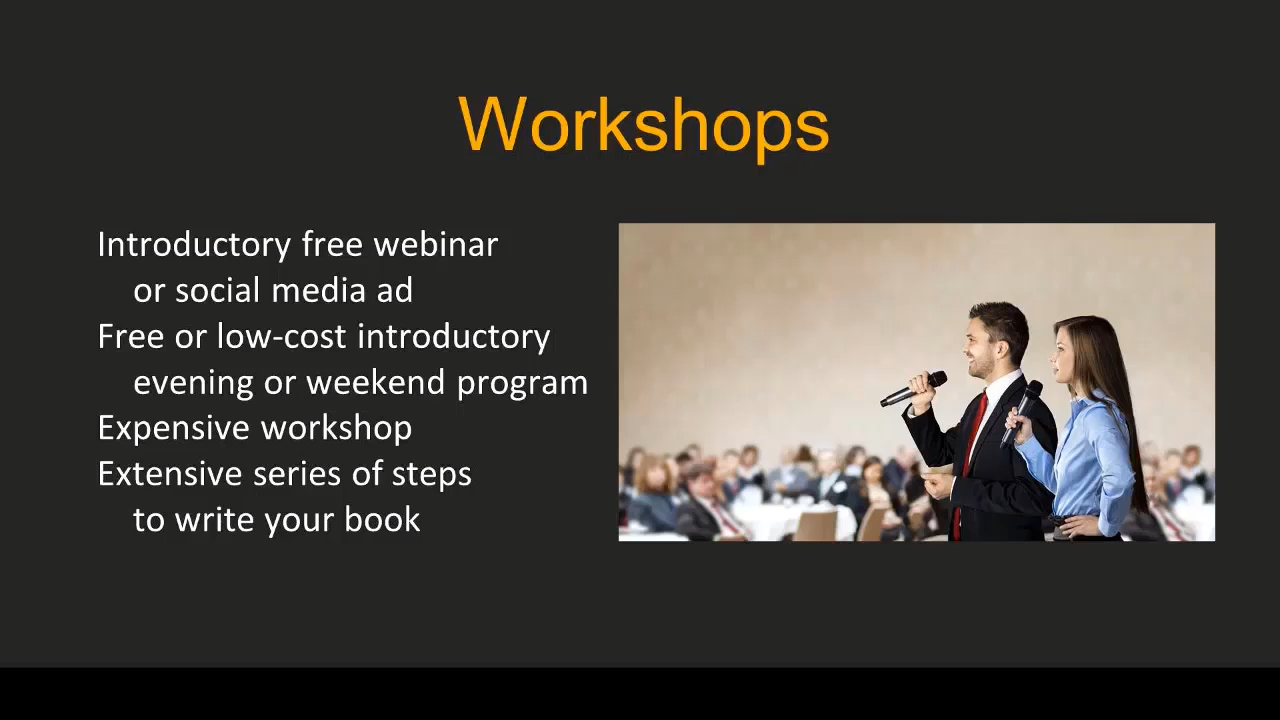 Workshops
Introductory free webinar
or social media ad
Free or low-cost introductory
evening or weekend program
Expensive workshop
Extensive series of steps
to write your book